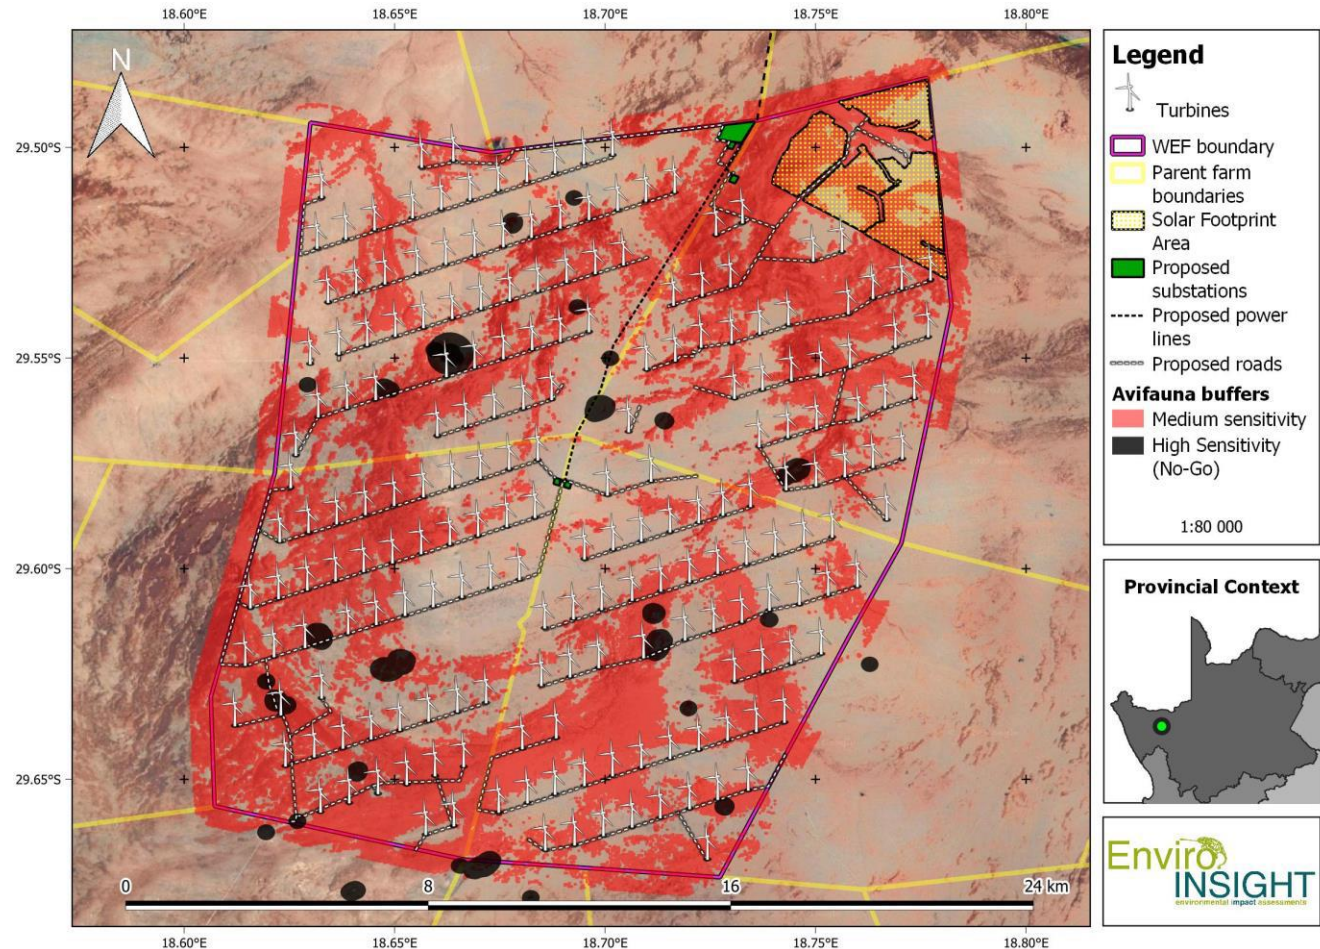 18.60°E
18.65°E
18.70°E
18.75°E
18.80°E
N
29.50°S
29.55°S
29.60°S
29.65°S
0
8
16
24 km
18.60°E
18.65°E
18.70°E
18.75°E
18.80°E
Legend
Turbines
WEF boundary
Parent farm
boundaries
Solar Footprint
Area
Proposed
substations
Proposed power
lines
Proposed roads
Avifauna buffers
Medium sensitivity
High Sensitivity
(No-Go)
1:80 000
Provincial Context
Enviro
INSIGHT
environmental impact assessments